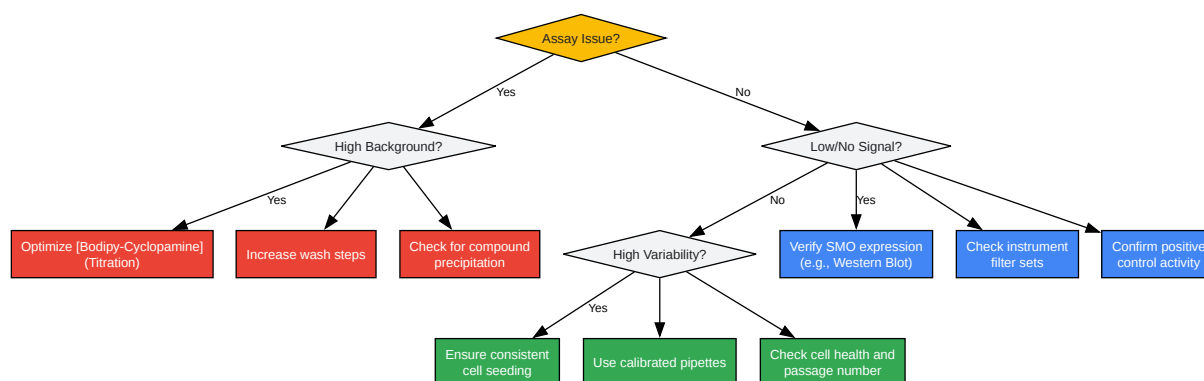 Assay Issue?
Yes
No
High Background?
Low/No Signal?
Yes
No
Yes
Optimize [Bodipy-Cyclopamine]
(Titration)
Increase wash steps
Check for compound
precipitation
High Variability?
Verify SMO expression
(e.g., Western Blot)
Check instrument
filter sets
Confirm positive
control activity
Yes
Ensure consistent
cell seeding
Use calibrated pipettes
Check cell health and
passage number